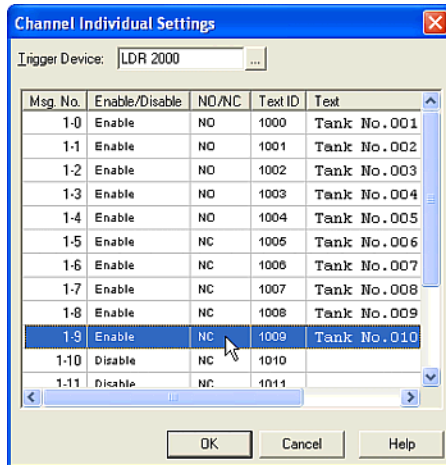 Channel Individual Settings
Trigger Device: LDR 2000 ...
Msg. No. Enable/Disable NO/NC Text ID Text
1-0 Enable NO 1000 Tank No.001
1-1 Enable NO 1001 Tank No.002
1-2 Enable NO 1002 Tank No.003
1-3 Enable NO 1003 Tank No.004
1-4 Enable NO 1004 Tank No.005
1-5 Enable NC 1005 Tank No.006
1-6 Enable NC 1006 Tank No.007
1-7 Enable NC 1007 Tank No.008
1-8 Enable NC 1008 Tank No.009
1-9 Enable NC 1009 Tank No.010
1-10 Disable NC 1010
1-11 Disable NC 1011
OK Cancel Help